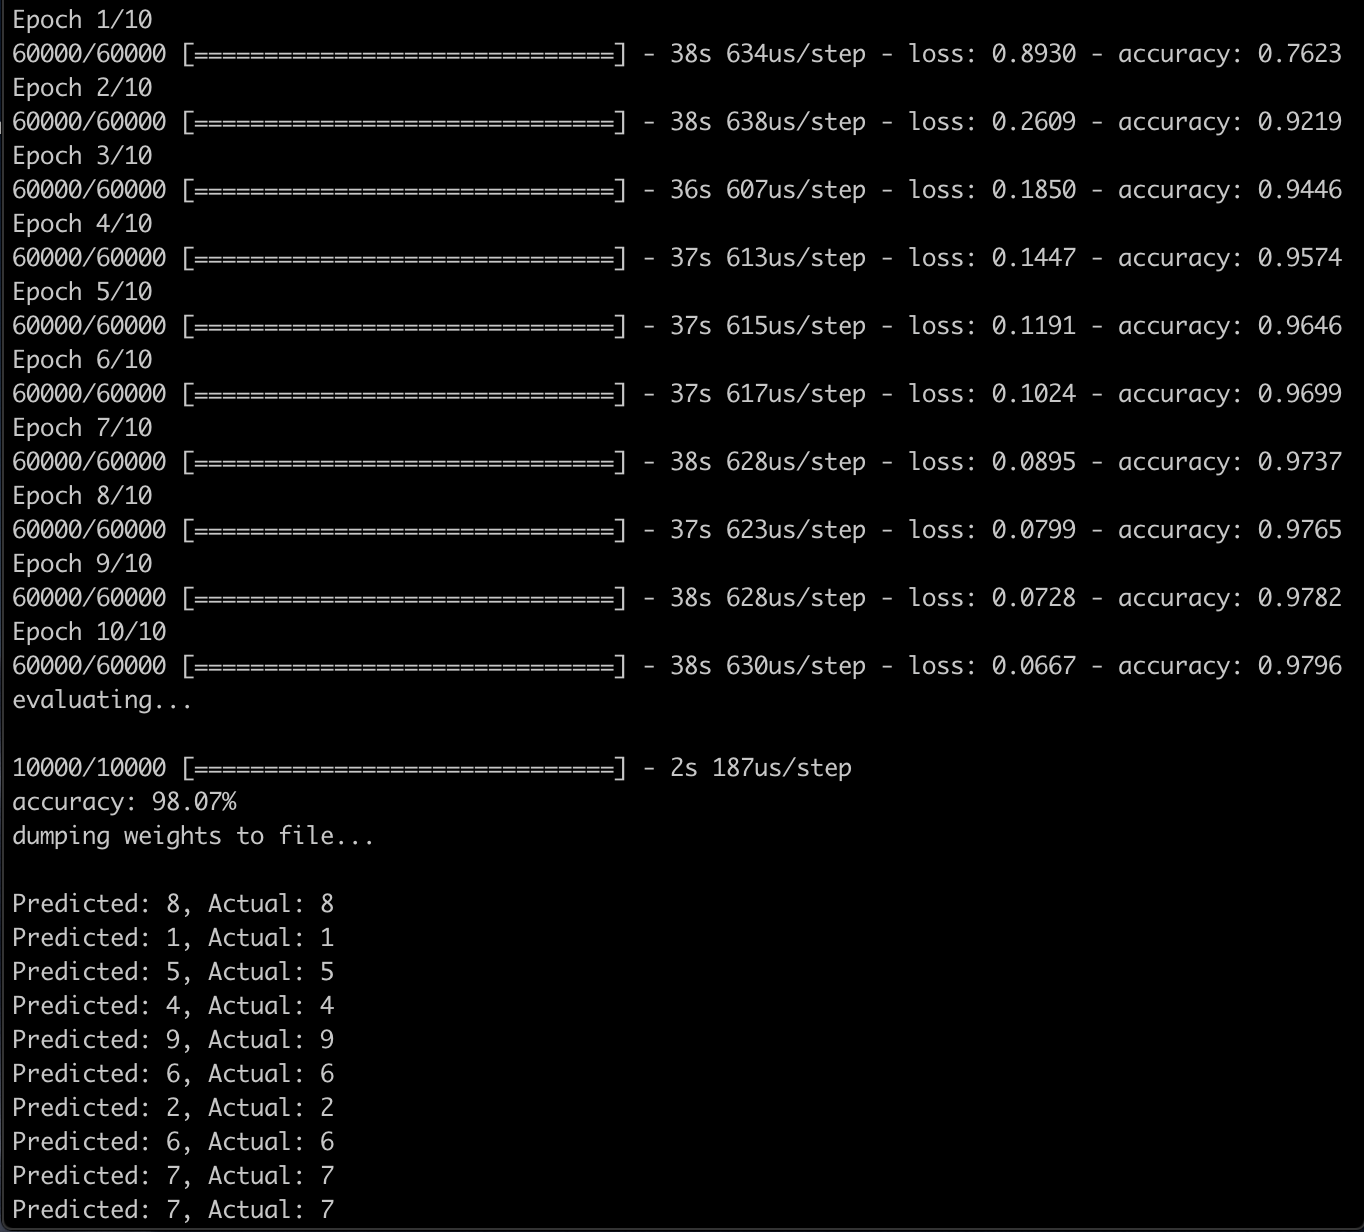 Epoch 1/10
60000/60000 [==============================] - 38s 634us/step - loss: 0.8930 - accuracy: 0.7623
Epoch 2/10
60000/60000 [==============================] - 38s 638us/step - loss: 0.2609 - accuracy: 0.9219
Epoch 3/10
60000/60000 [==============================] - 36s 607us/step - loss: 0.1850 - accuracy: 0.9446
Epoch 4/10
60000/60000 [==============================] - 37s 613us/step - loss: 0.1447 - accuracy: 0.9574
Epoch 5/10
60000/60000 [==============================] - 37s 615us/step - loss: 0.1191 - accuracy: 0.9646
Epoch 6/10
60000/60000 [==============================] - 37s 617us/step - loss: 0.1024 - accuracy: 0.9699
Epoch 7/10
60000/60000 [==============================] - 38s 628us/step - loss: 0.0895 - accuracy: 0.9737
Epoch 8/10
60000/60000 [==============================] - 37s 623us/step - loss: 0.0799 - accuracy: 0.9765
Epoch 9/10
60000/60000 [==============================] - 38s 628us/step - loss: 0.0728 - accuracy: 0.9782
Epoch 10/10
60000/60000 [==============================] - 38s 630us/step - loss: 0.0667 - accuracy: 0.9796
evaluating...
10000/10000 [==============================] - 2s 187us/step
accuracy: 98.07%
dumping weights to file...
Predicted: 8, Actual: 8
Predicted: 1, Actual: 1
Predicted: 5, Actual: 5
Predicted: 4, Actual: 4
Predicted: 9, Actual: 9
Predicted: 6, Actual: 6
Predicted: 2, Actual: 2
Predicted: 6, Actual: 6
Predicted: 7, Actual: 7
Predicted: 7, Actual: 7